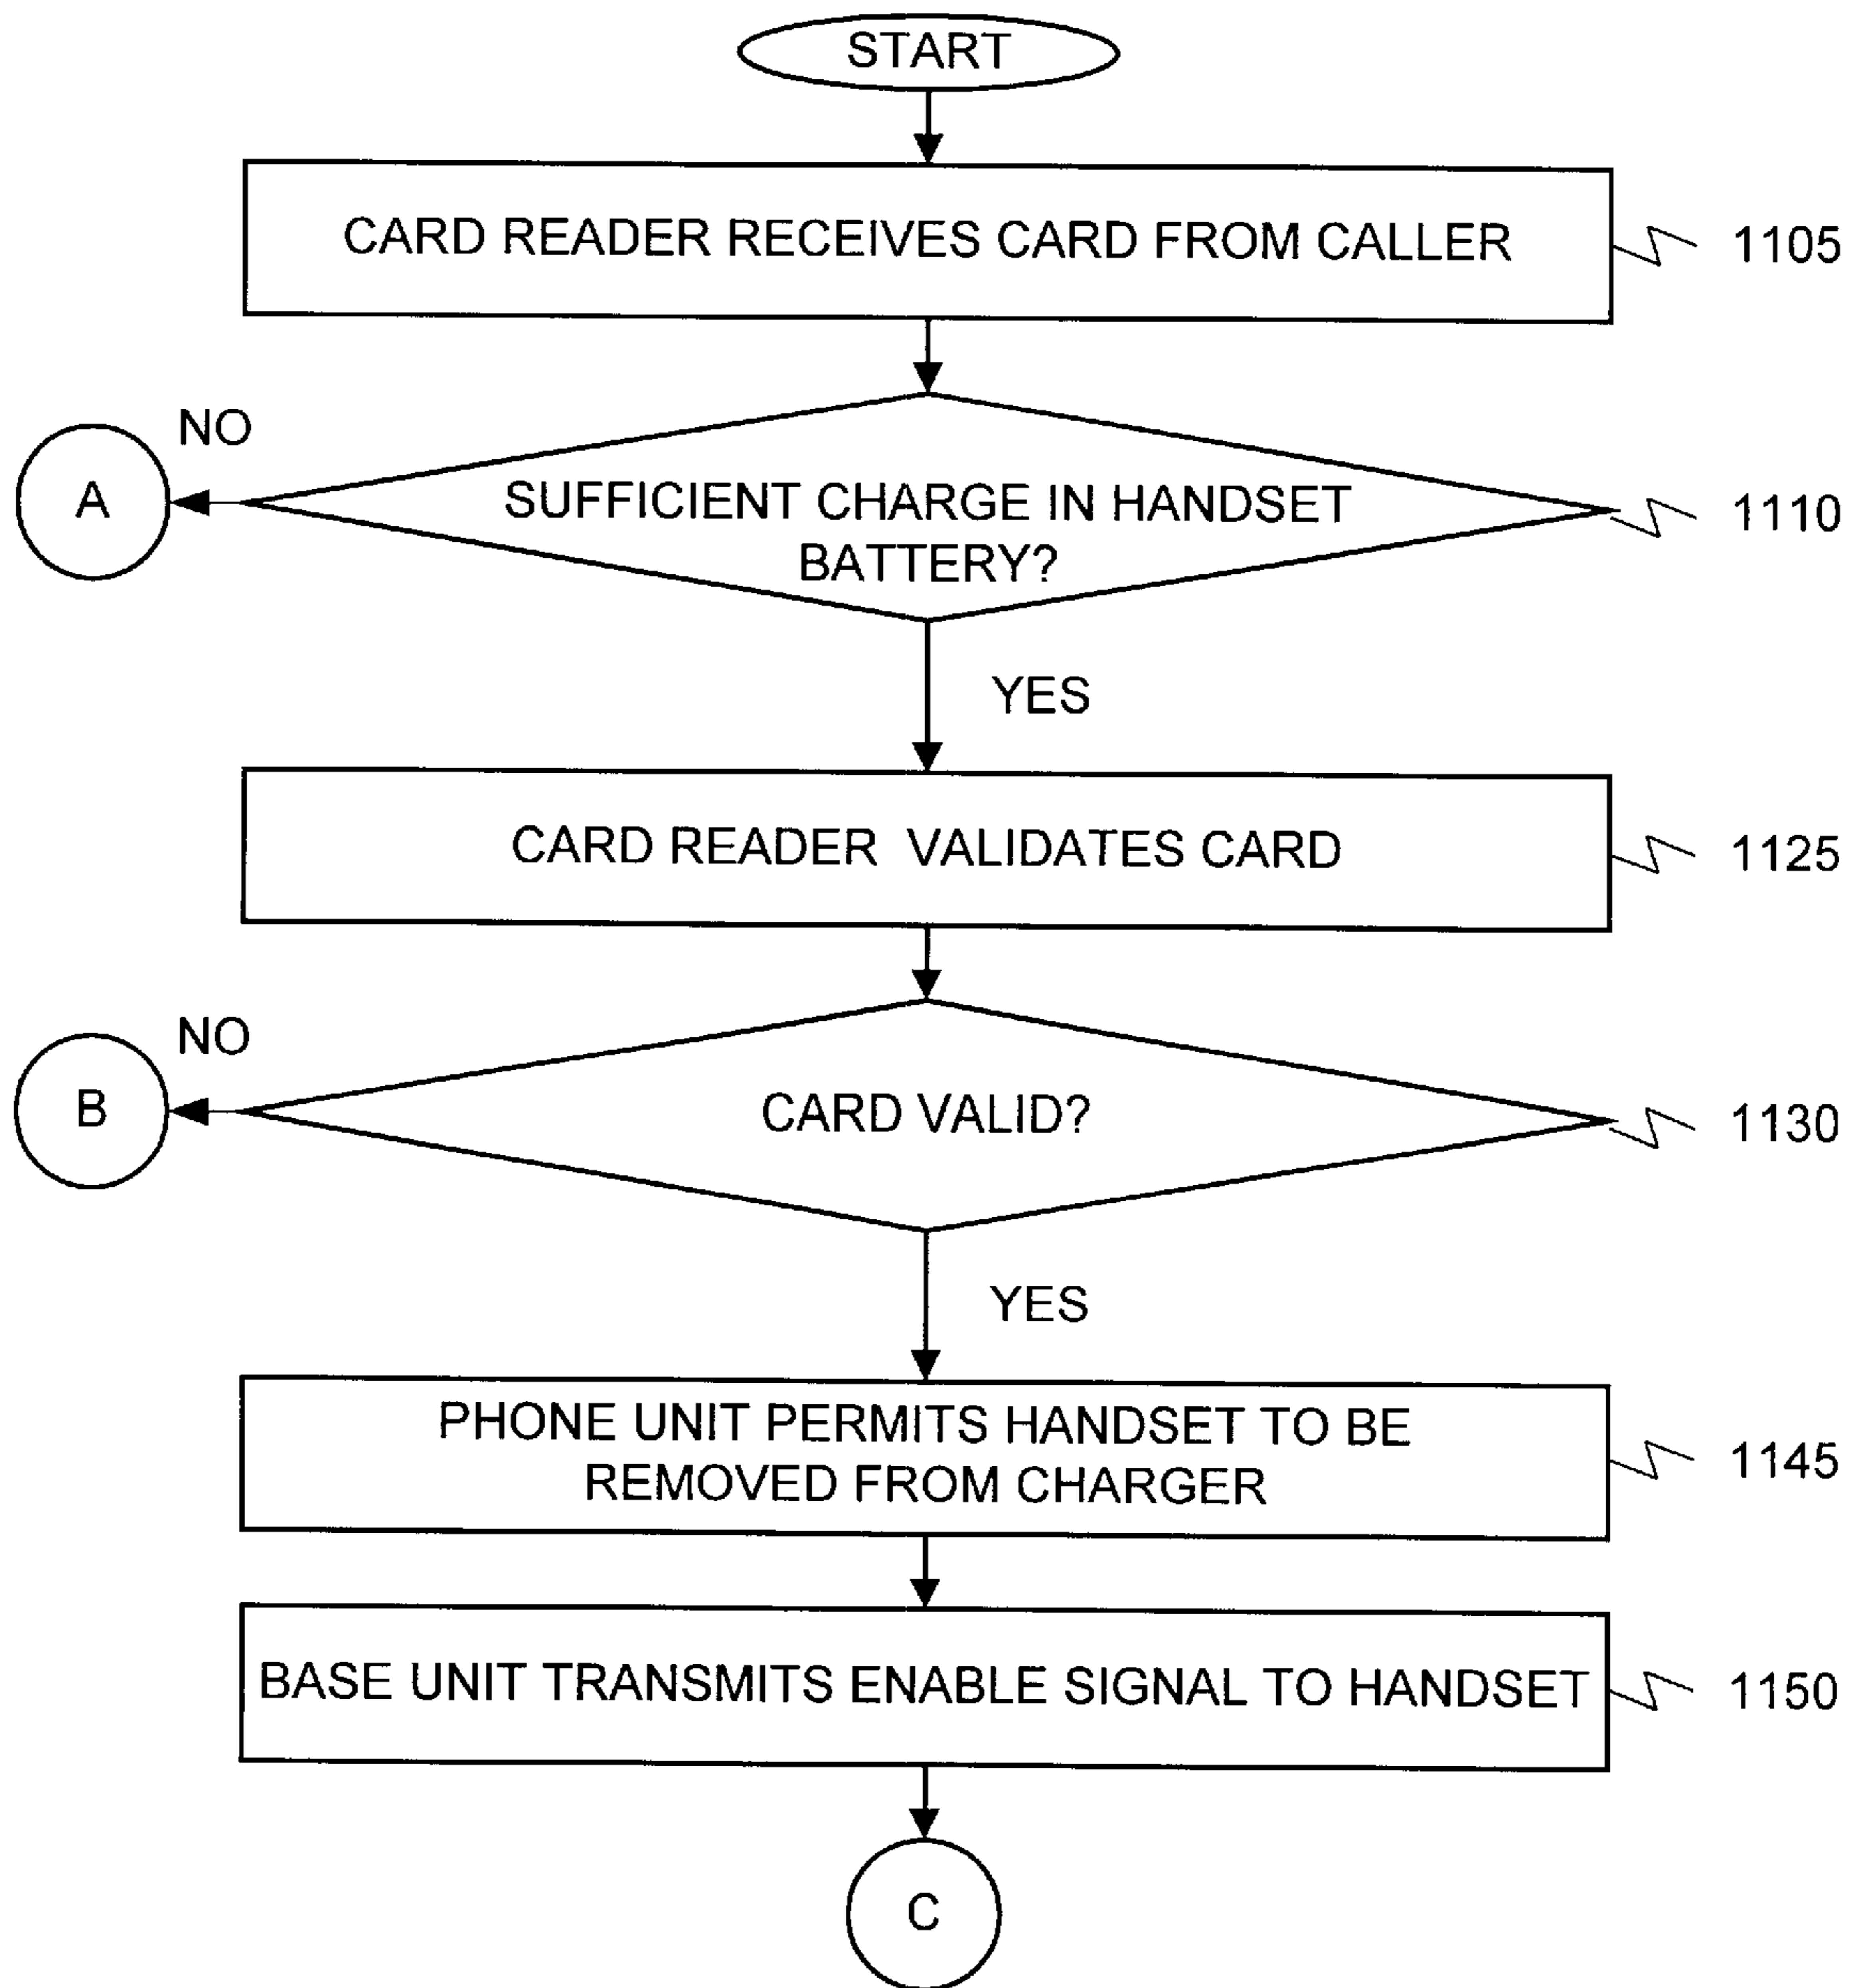 START
CARD READER RECEIVES CARD FROM CALLER
1105
NO
A
SUFFICIENT CHARGE IN HANDSET
BATTERY?
1110
YES
CARD READER VALIDATES CARD
1125
NO
B
CARD VALID?
1130
YES
PHONE UNIT PERMITS HANDSET TO BE
REMOVED FROM CHARGER
1145
BASE UNIT TRANSMITS ENABLE SIGNAL TO HANDSET
1150
C